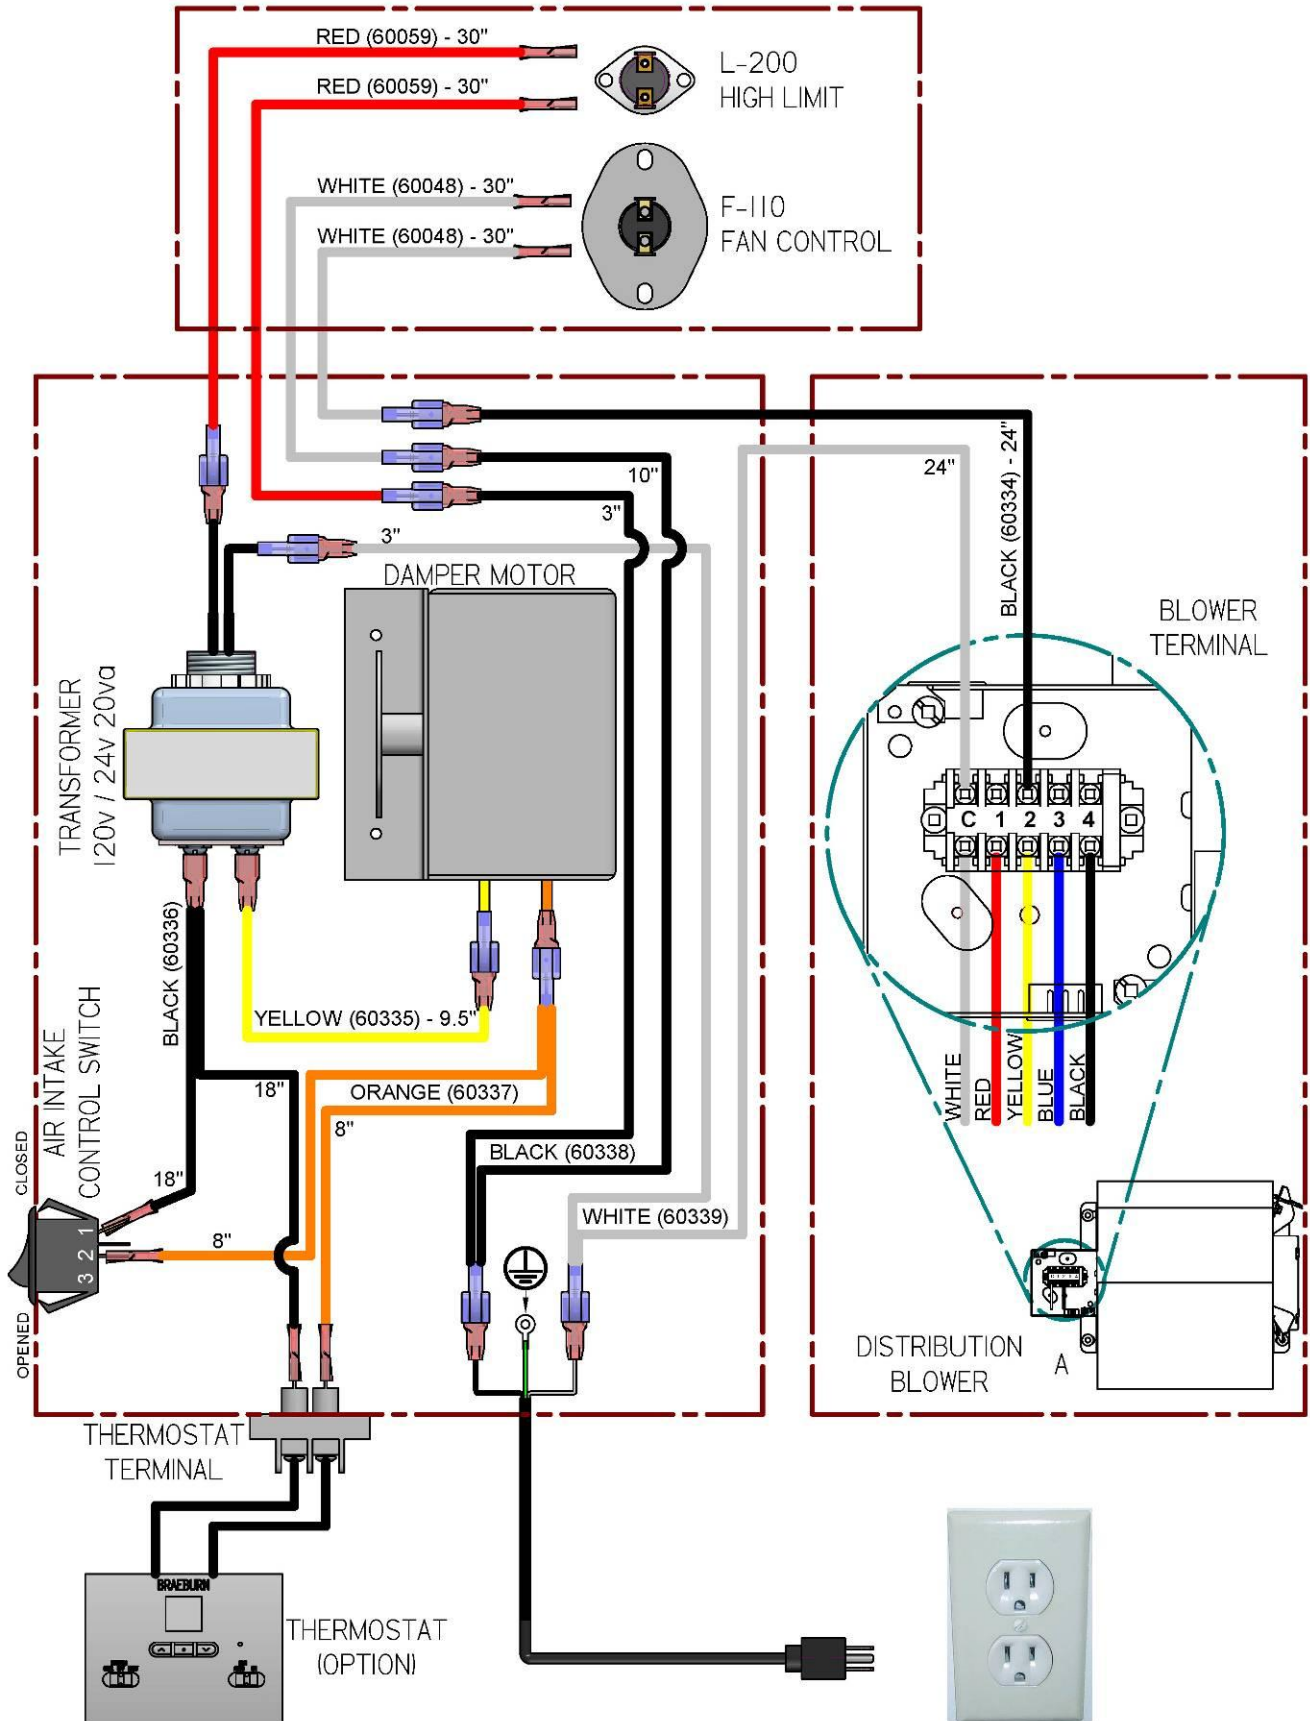 RED (60059) - 30"
RED (60059) - 30"
L-200
HIGH LIMIT
WHITE (60048) - 30"
WHITE (60048) - 30"
F-110
FAN CONTROL
10"
3"
3"
24"
BLACK (60334) - 24"
DAMPER MOTOR
BLOWER
TERMINAL
TRANSFORMER
120v / 24v 20va
C 1 2 3 4
BLACK (60336)
YELLOW (60335) - 9.5"
18"
ORANGE (60337)
8"
WHITE
RED
YELLOW
BLUE
BLACK
AIR INTAKE
CONTROL SWITCH
CLOSED
OPENED
18"
8"
1
2
3
BLACK (60338)
WHITE (60339)
DISTRIBUTION
BLOWER
A
THERMOSTAT
TERMINAL
BRAEBURN
THERMOSTAT
(OPTION)